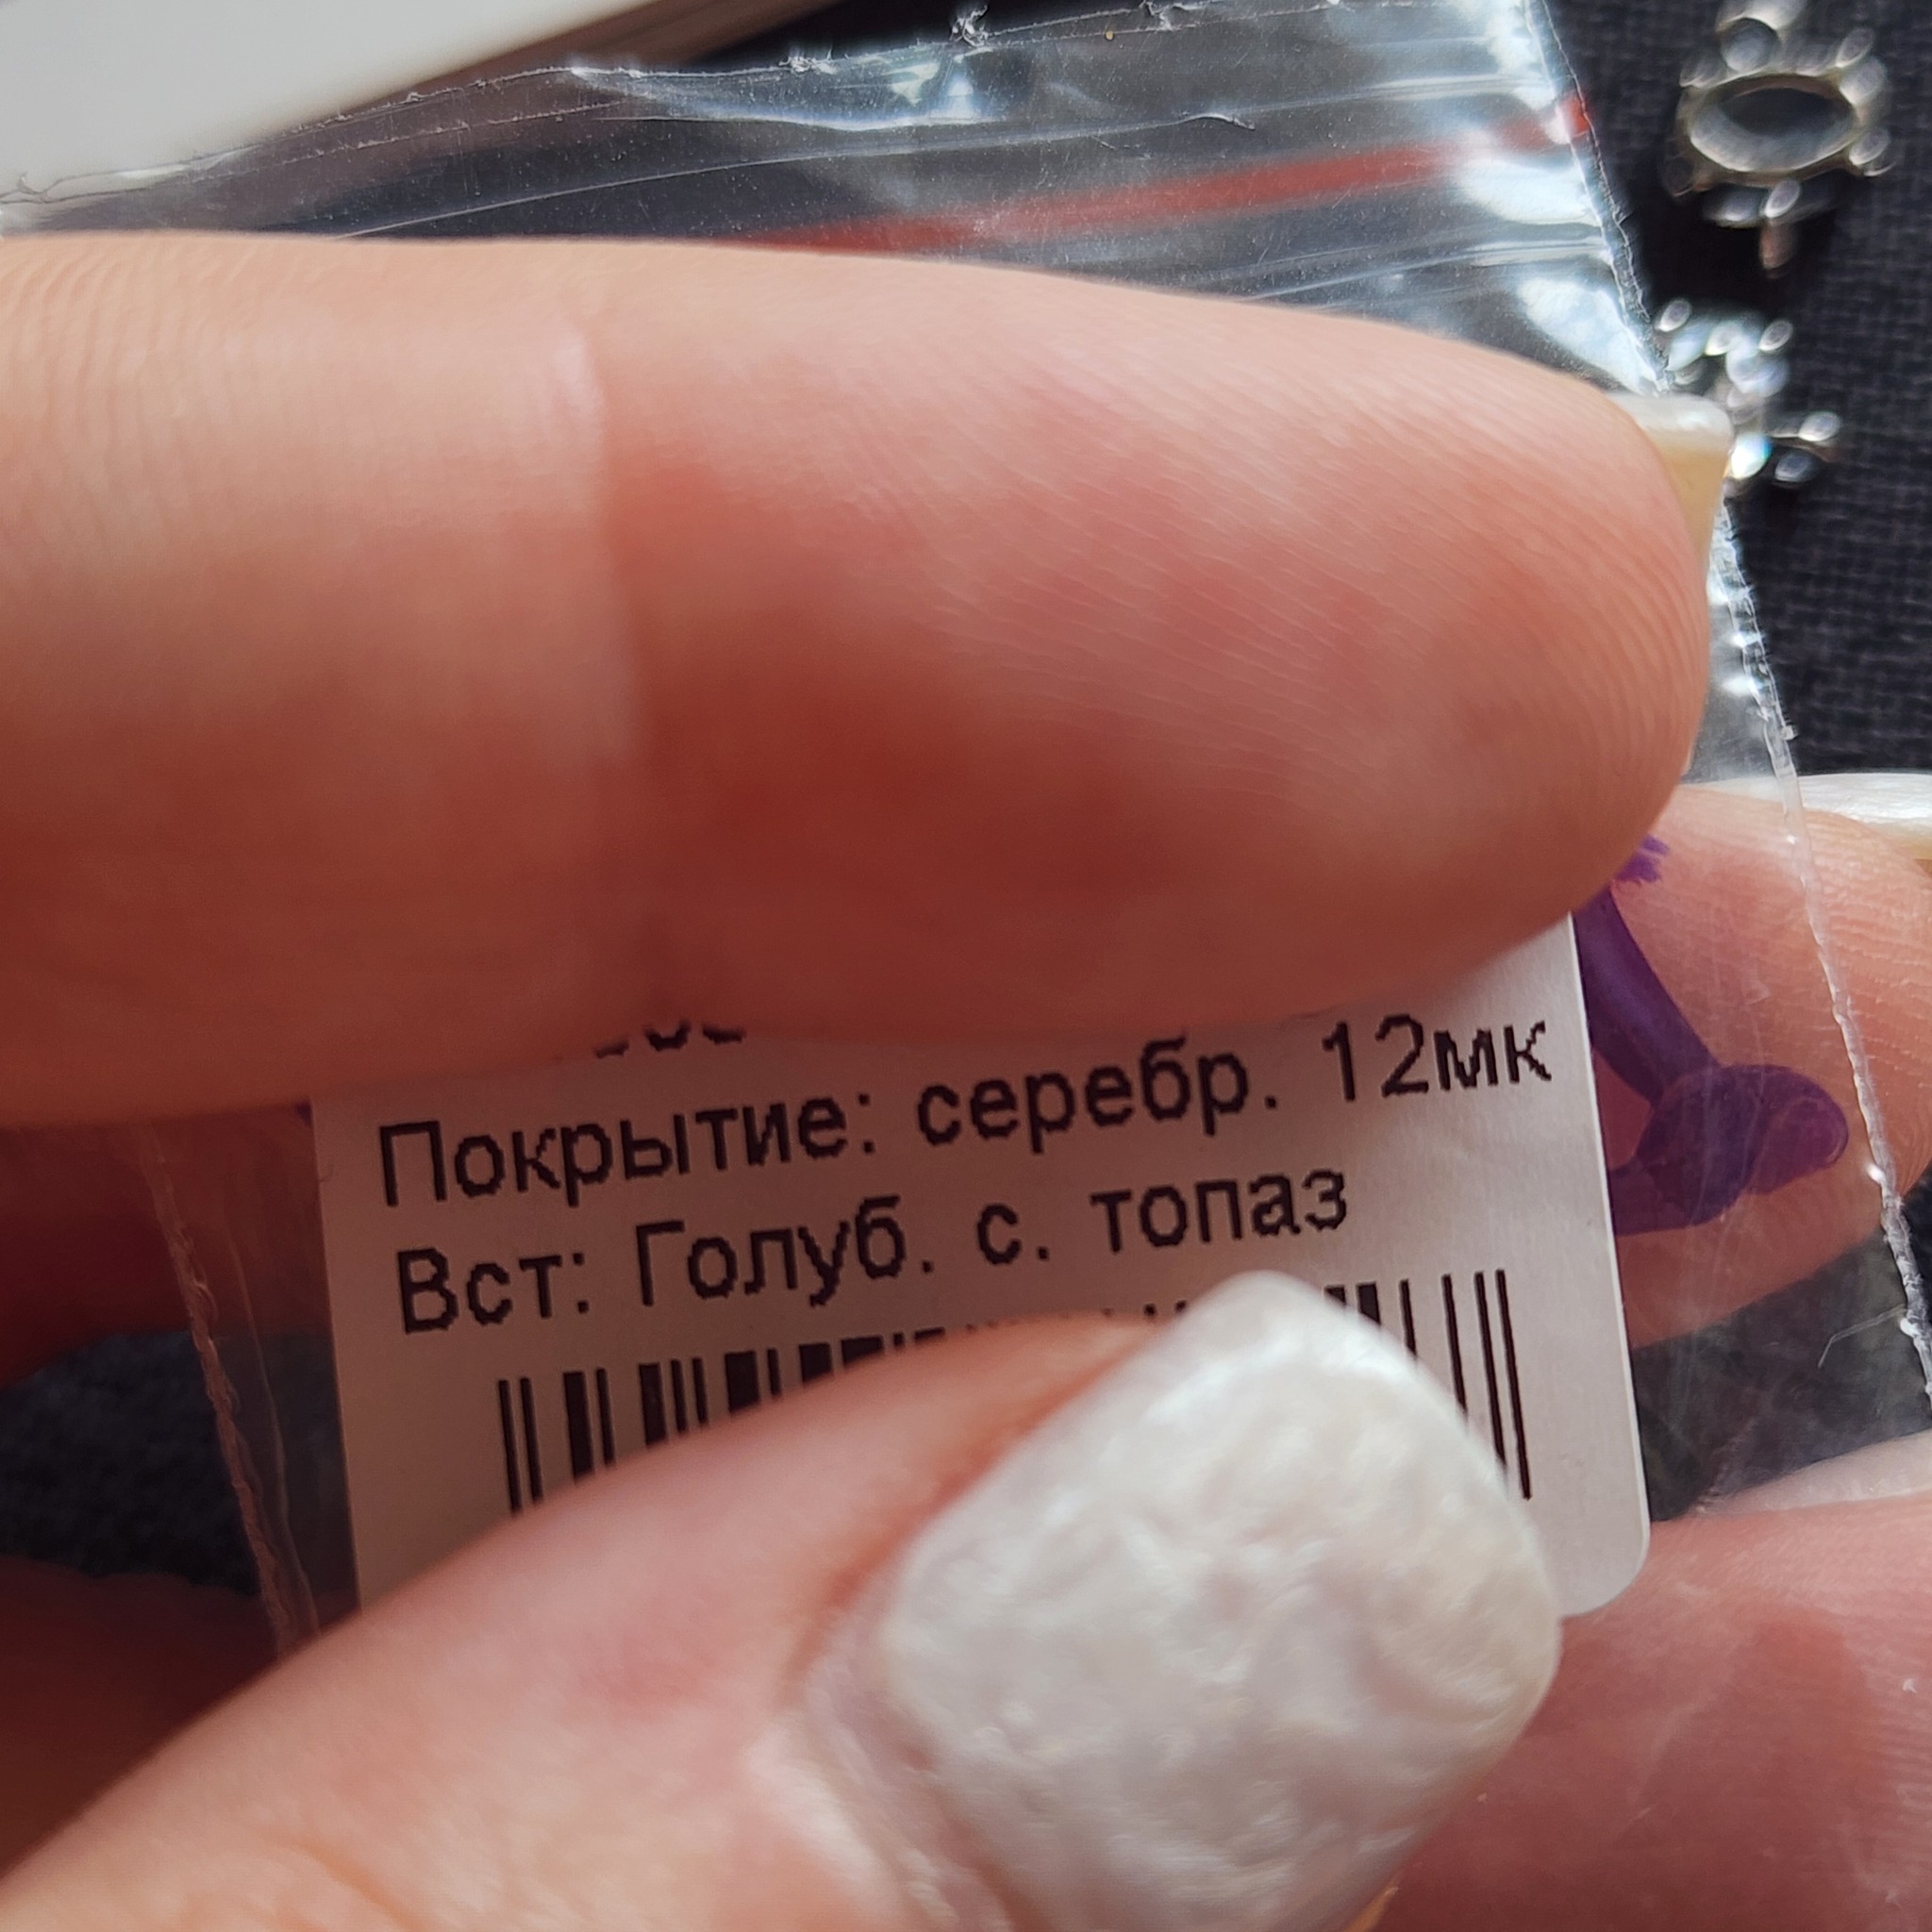 Покрытие: серебр. 12мк
Вст: Голуб. с. топаз